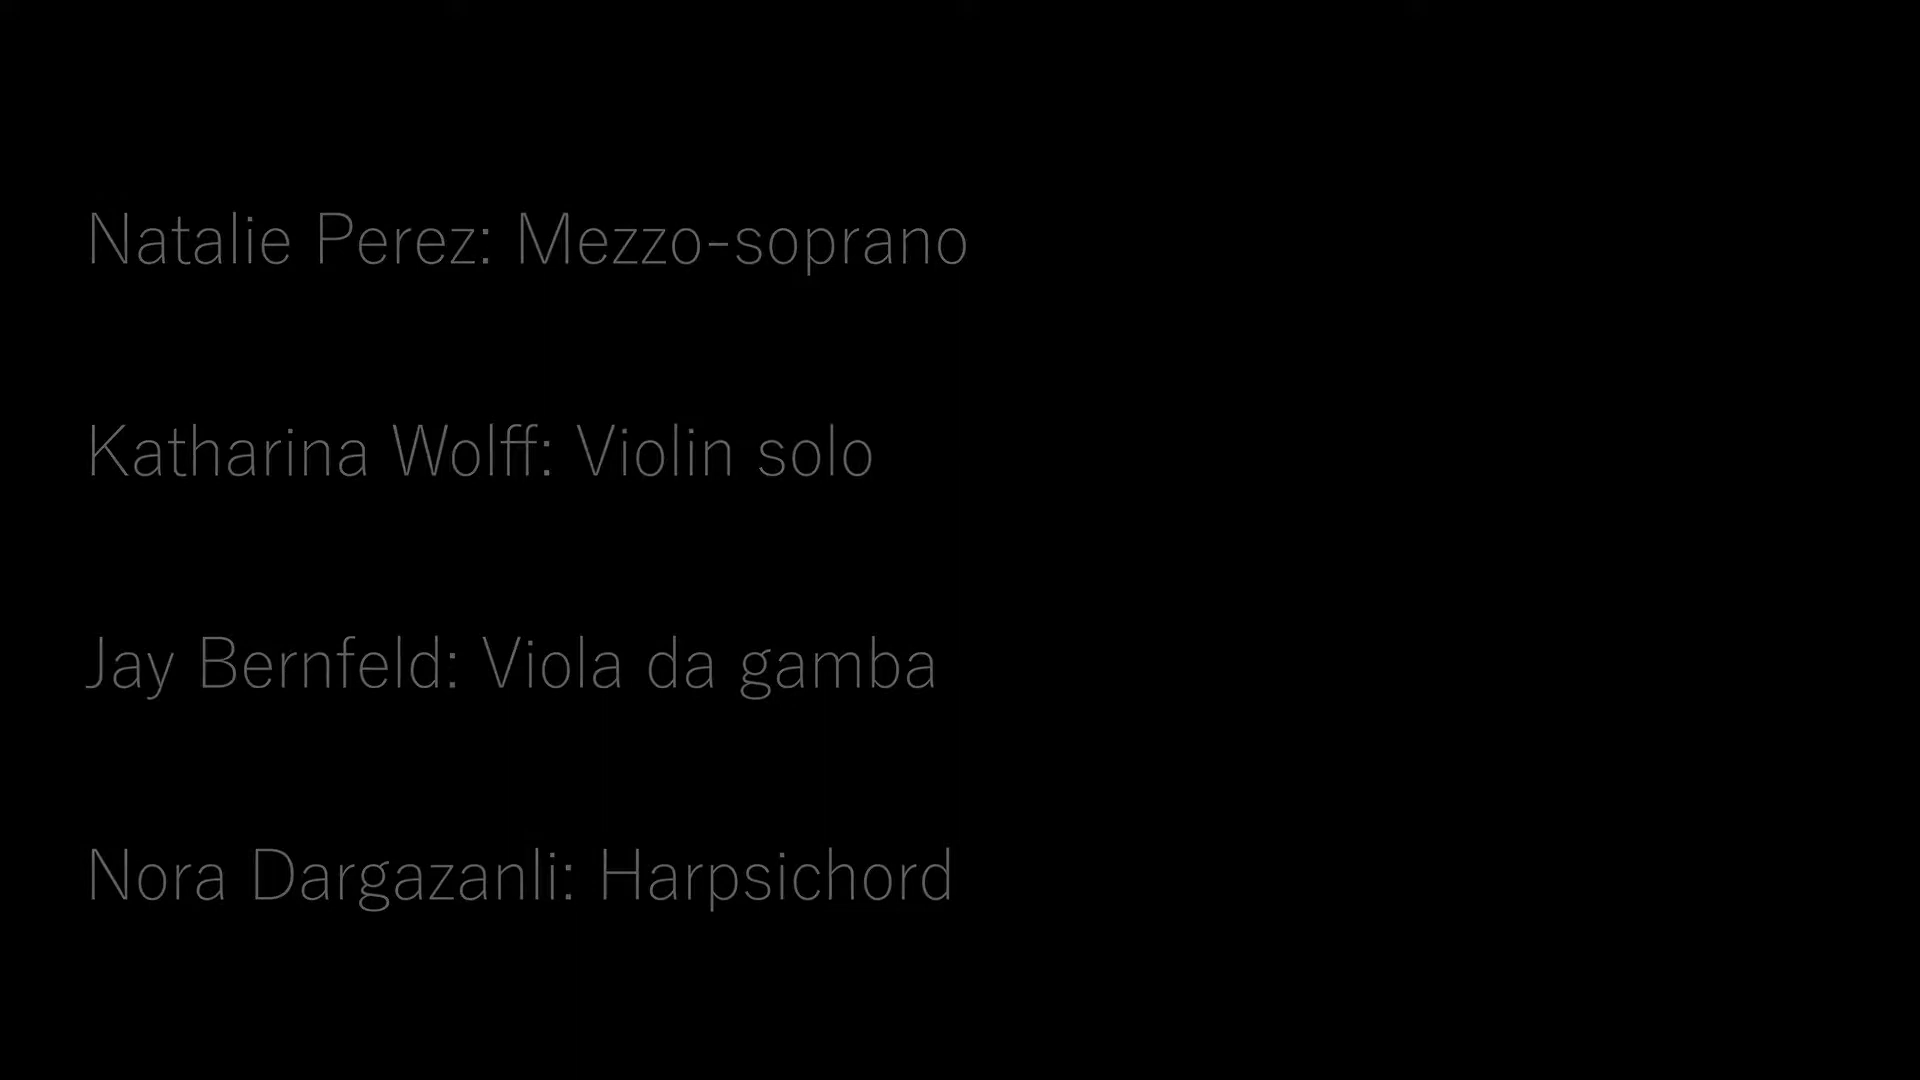 Natalie Perez: Mezzo-soprano
Katharina Wolff: Violin solo
Jay Bernfeld: Viola da gamba
Nora Dargazanli: Harpsichord